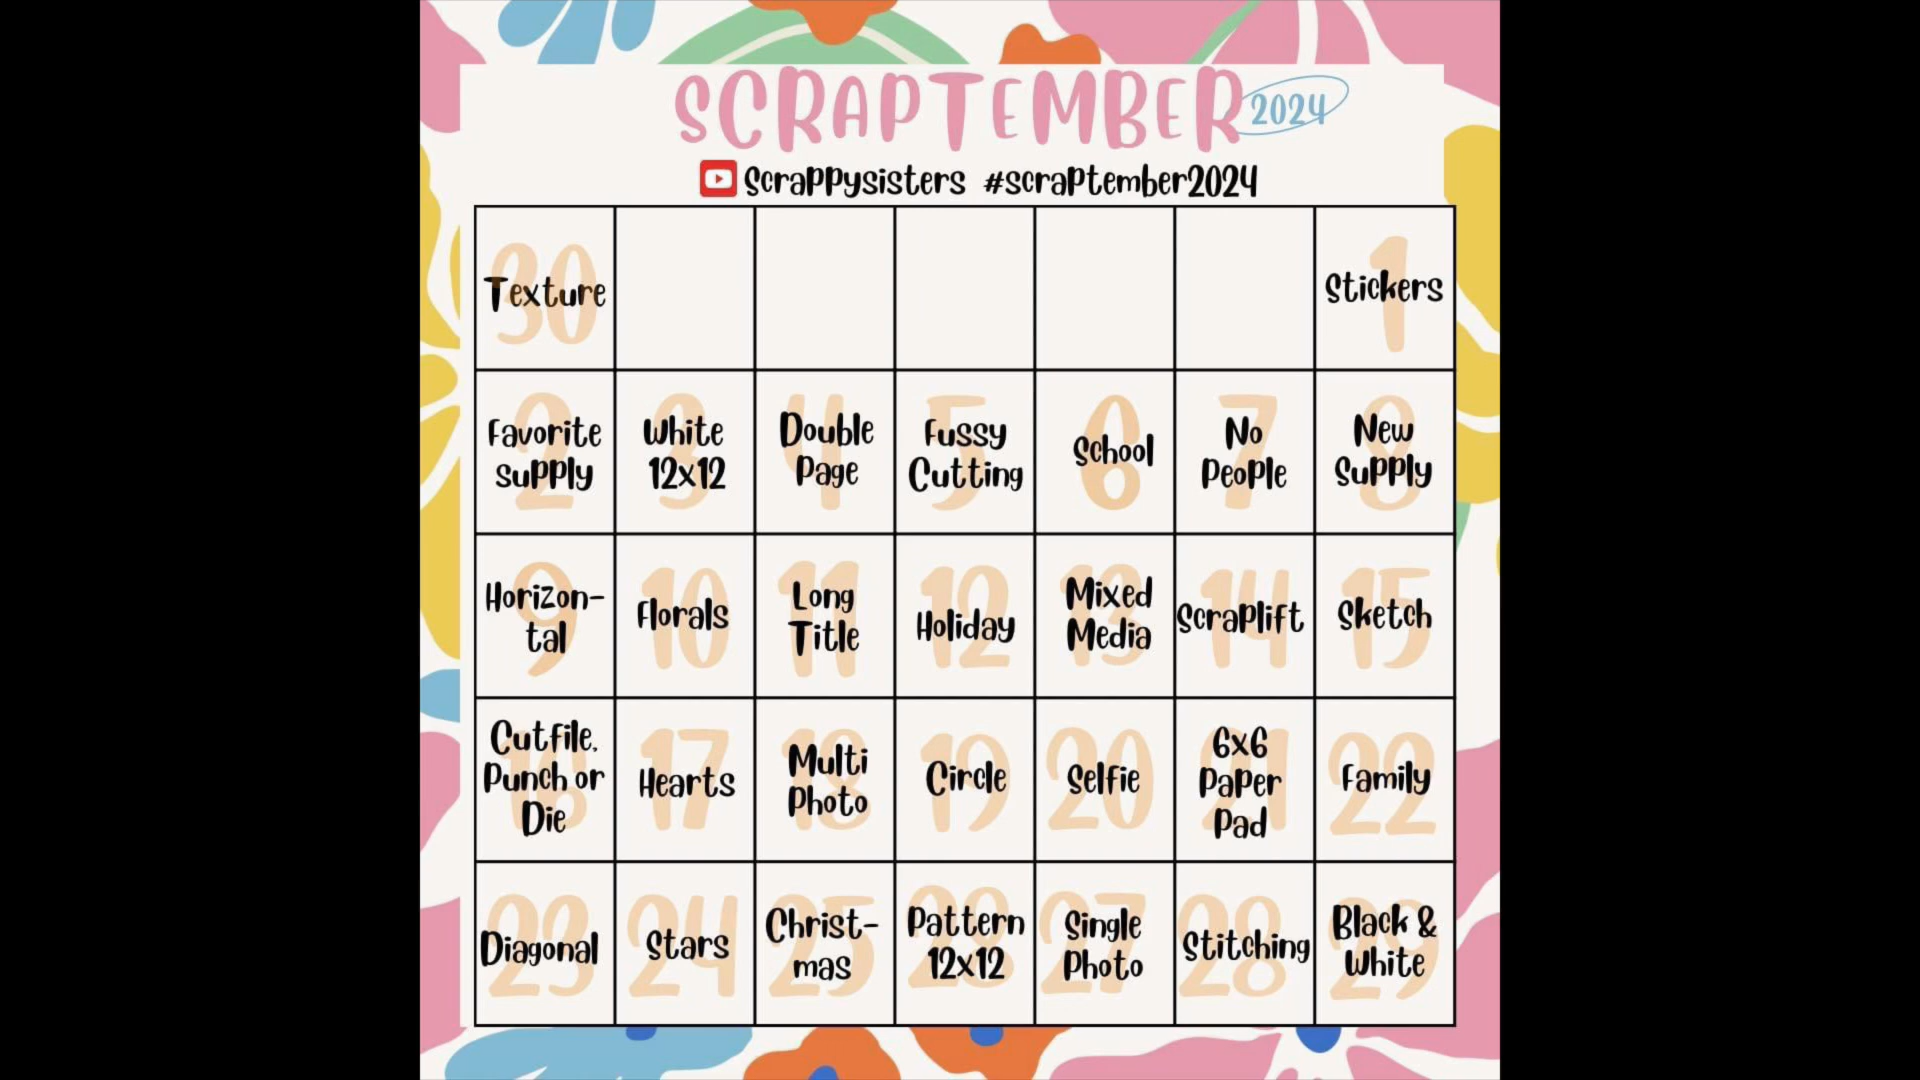 SCRAPTEMBER 2024
Scrappysisters #scraptember2024
30
Texture
1
Stickers
2
Favorite
supply
3
White
12x12
4
Double
Page
5
Fussy
Cutting
6
School
7
No
People
8
New
Supply
9
Horizon-
tal
10
Florals
11
Long
Title
12
Holiday
13
Mixed
Media
14
Scraplift
15
Sketch
16
Cutfile,
Punch or
Die
17
Hearts
18
Multi
Photo
19
Circle
20
Selfie
21
6x6
Paper
Pad
22
Family
23
Diagonal
24
Stars
25
Christ-
mas
28
Pattern
12x12
27
Single
Photo
28
Stitching
29
Black &
White